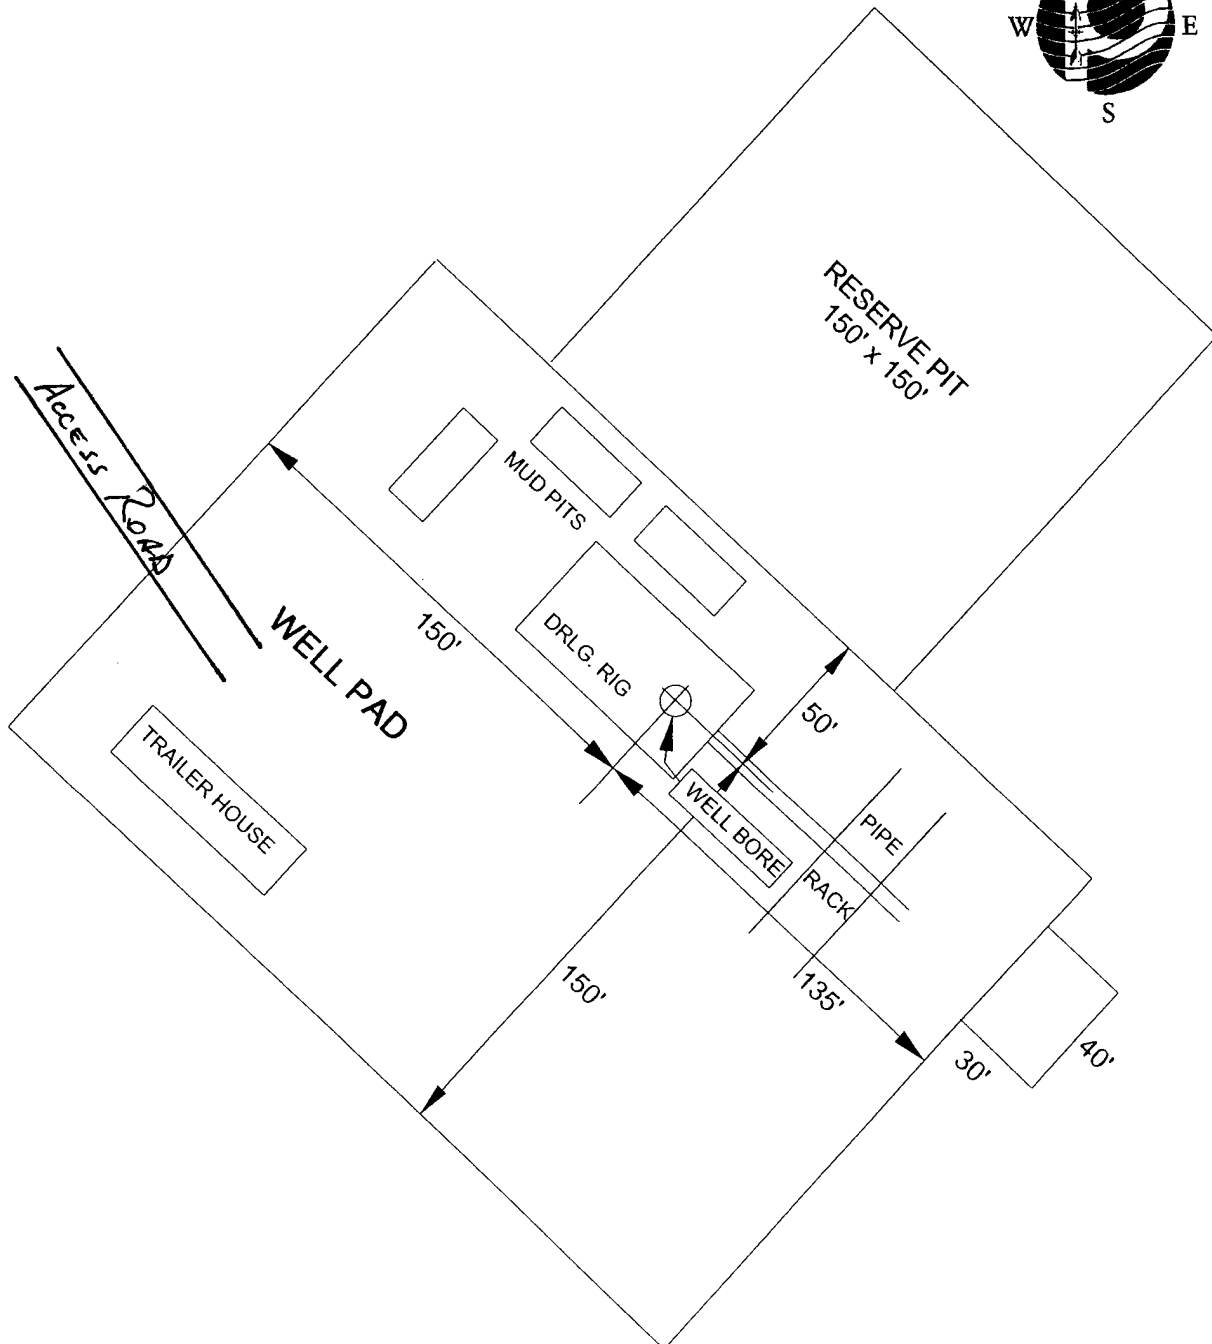 W
E
S
RESERVE PIT
150' x 150'
ACCESS ROAD
MUD PITS
WELL PAD
150'
DRLG. RIG
50'
TRAILER HOUSE
WELL BORE
PIPE
RACK
150'
135'
30'
40'